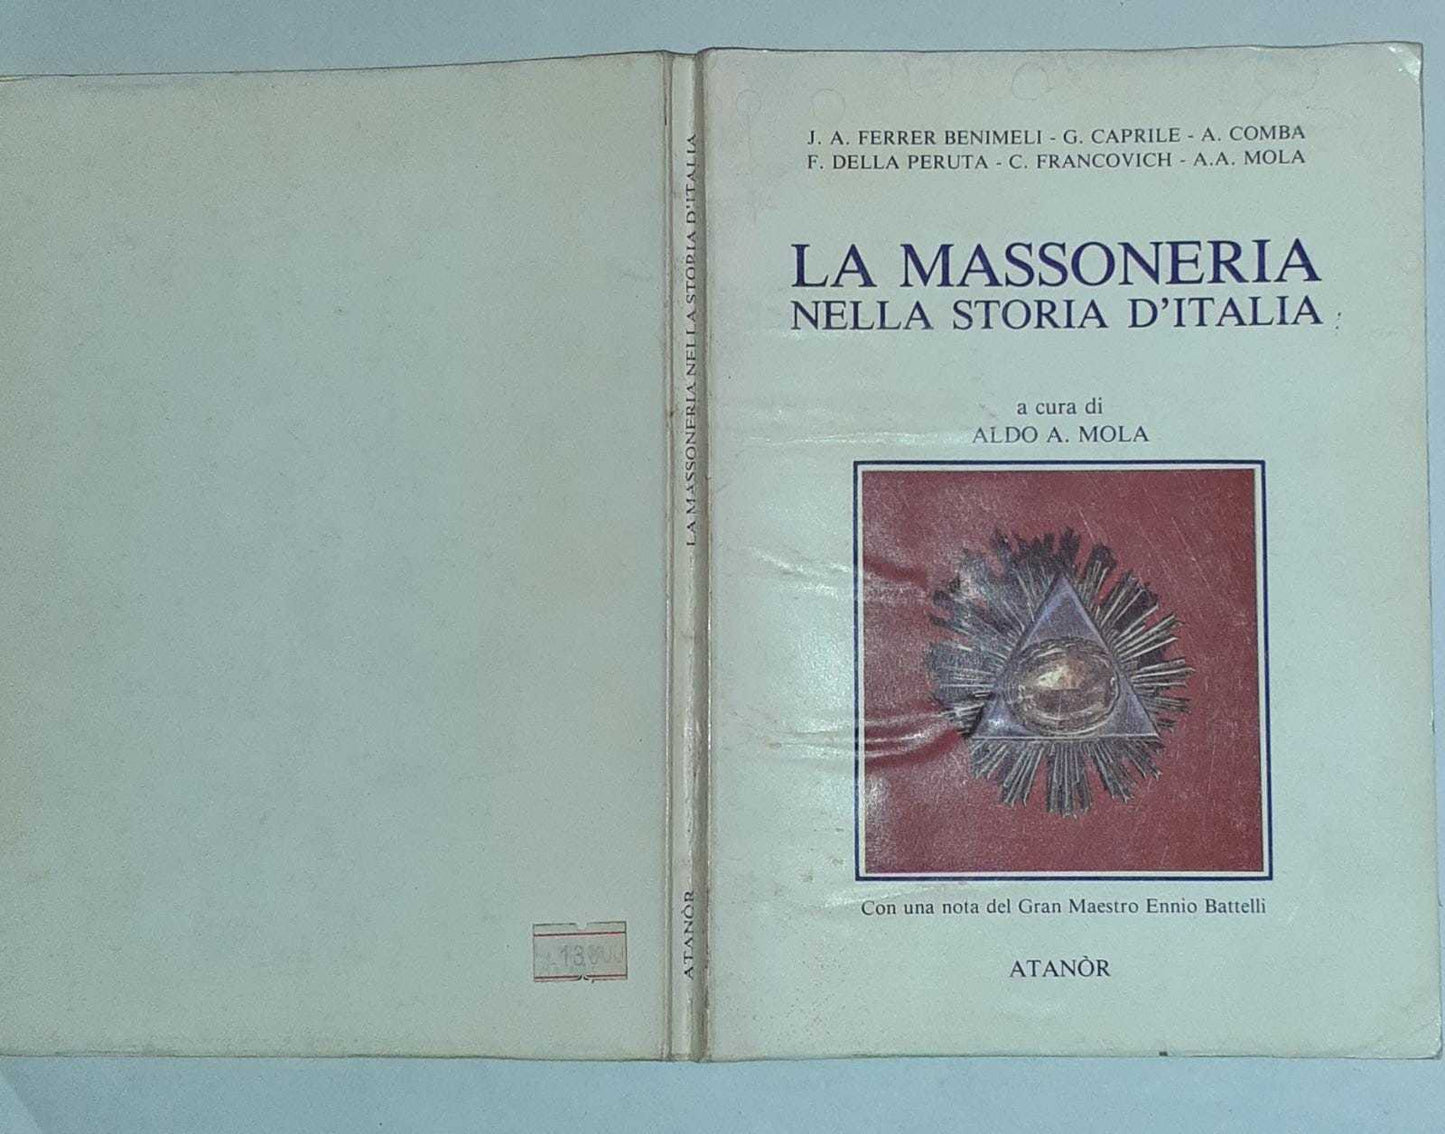 J. A. FERRER BENIMELI - G. CAPRILE - A. COMBA
F. DELLA PERUTA - C. FRANCOVICH - A.A. MOLA
LA MASSONERIA
NELLA STORIA D'ITALIA
a cura di
ALDO A. MOLA
Con una nota del Gran Maestro Ennio Battelli
ATANÒR
LA MASSONERIA NELLA STORIA D'ITALIA
ATANÒR